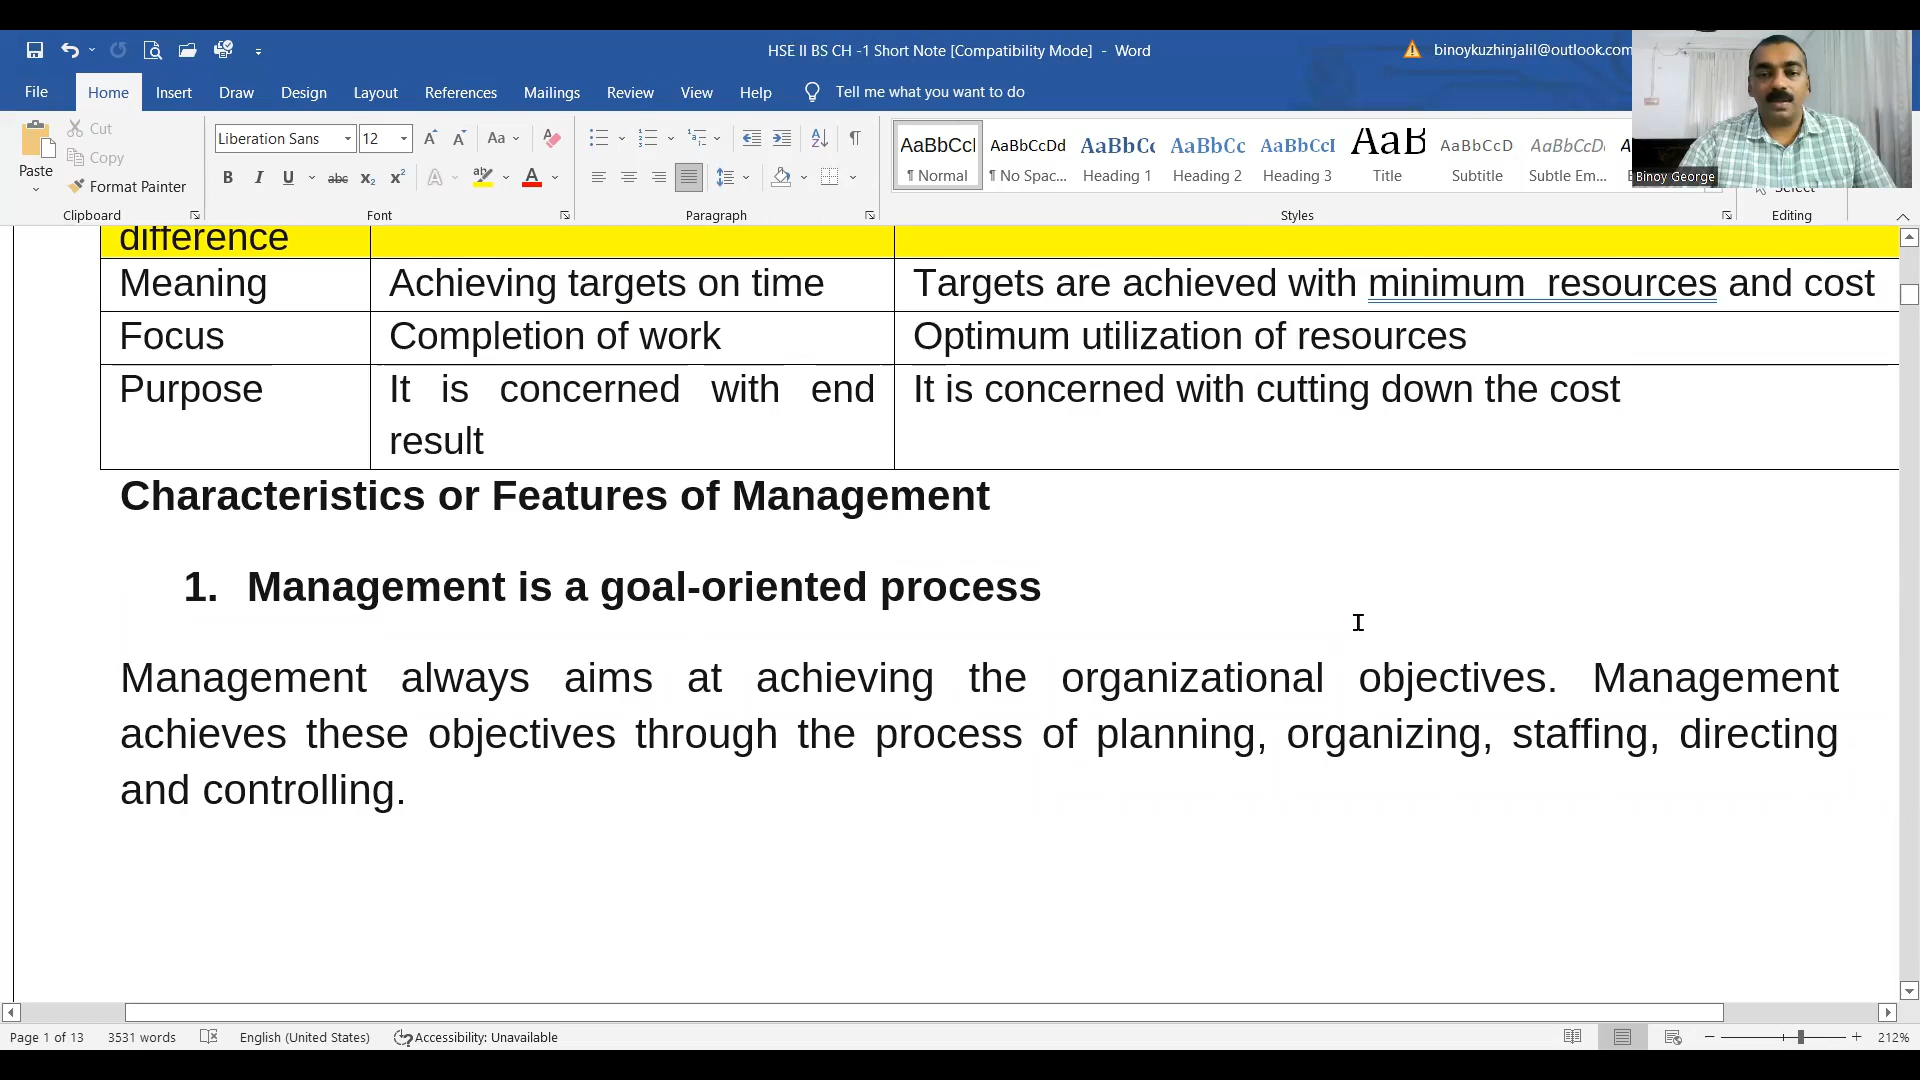 HSE II BS CH -1 Short Note [Compatibility Mode] - Word
binoykuzhinjalil@outlook.com
File Home Insert Draw Design Layout References Mailings Review View Help Tell me what you want to do
Paste
Cut
Copy
Format Painter
Clipboard
Liberation Sans 12
Font
Paragraph
AaBbCcI AaBbCcDd AaBbCc AaBbCc AaBbCcI AaB AaBbCcD AaBbCcDc
¶ Normal ¶ No Spac... Heading 1 Heading 2 Heading 3 Title Subtitle Subtle Em...
Styles
Select
Editing
Binoy George
difference
Meaning Achieving targets on time Targets are achieved with minimum resources and cost
Focus Completion of work Optimum utilization of resources
Purpose It is concerned with end It is concerned with cutting down the cost
result
Characteristics or Features of Management
1. Management is a goal-oriented process
Management always aims at achieving the organizational objectives. Management
achieves these objectives through the process of planning, organizing, staffing, directing
and controlling.
Page 1 of 13 3531 words English (United States) Accessibility: Unavailable 212%